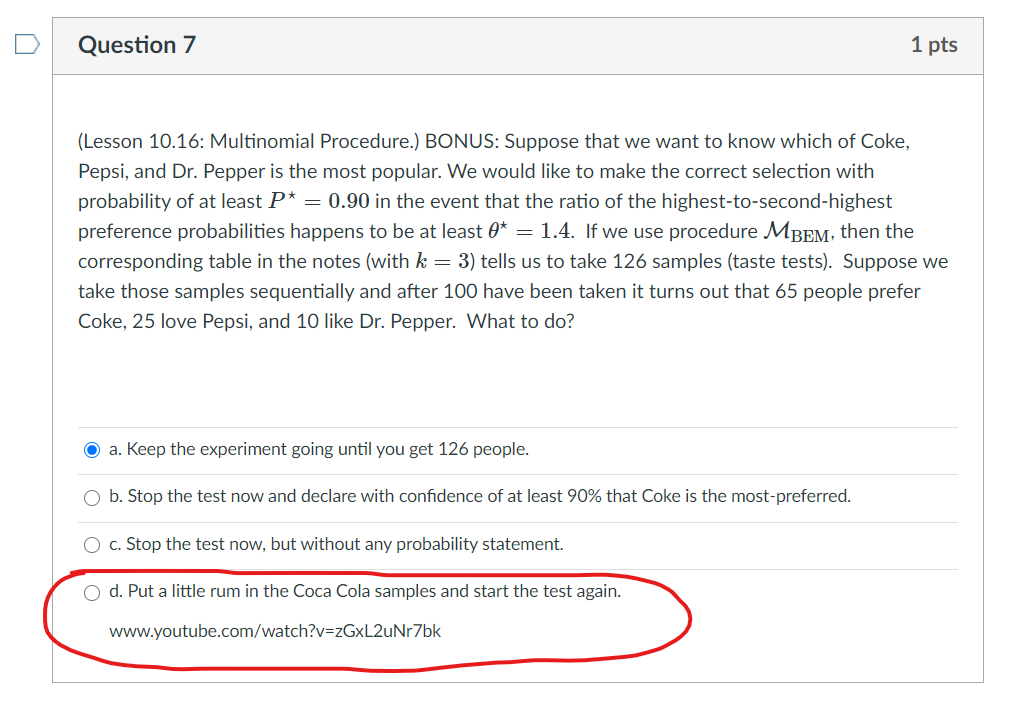 Question 7
1 pts
(Lesson 10.16: Multinomial Procedure.) BONUS: Suppose that we want to know which of Coke,
Pepsi, and Dr. Pepper is the most popular. We would like to make the correct selection with
probability of at least P* = 0.90 in the event that the ratio of the highest-to-second-highest
preference probabilities happens to be at least θ* = 1.4. If we use procedure ℳBEM, then the
corresponding table in the notes (with k = 3) tells us to take 126 samples (taste tests). Suppose we
take those samples sequentially and after 100 have been taken it turns out that 65 people prefer
Coke, 25 love Pepsi, and 10 like Dr. Pepper. What to do?
a. Keep the experiment going until you get 126 people.
b. Stop the test now and declare with confidence of at least 90% that Coke is the most-preferred.
c. Stop the test now, but without any probability statement.
d. Put a little rum in the Coca Cola samples and start the test again.
www.youtube.com/watch?v=zGxL2uNr7bk